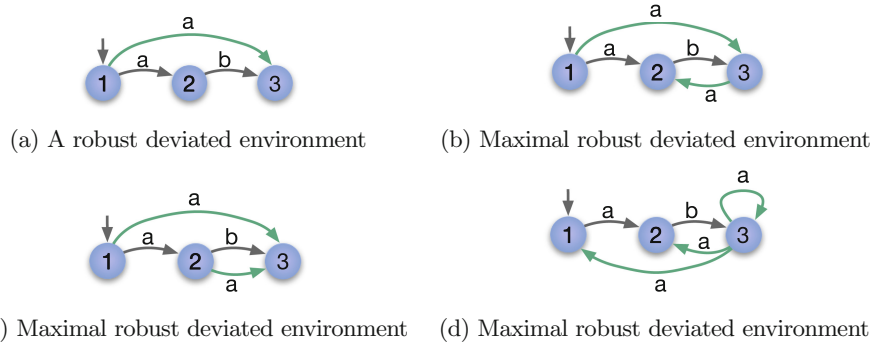 a
a
b
1
2
3
(a) A robust deviated environment
a
a
b
1
2
3
a
(b) Maximal robust deviated environment
a
a
b
1
2
3
a
) Maximal robust deviated environment
a
a
b
1
2
3
a
a
(d) Maximal robust deviated environment